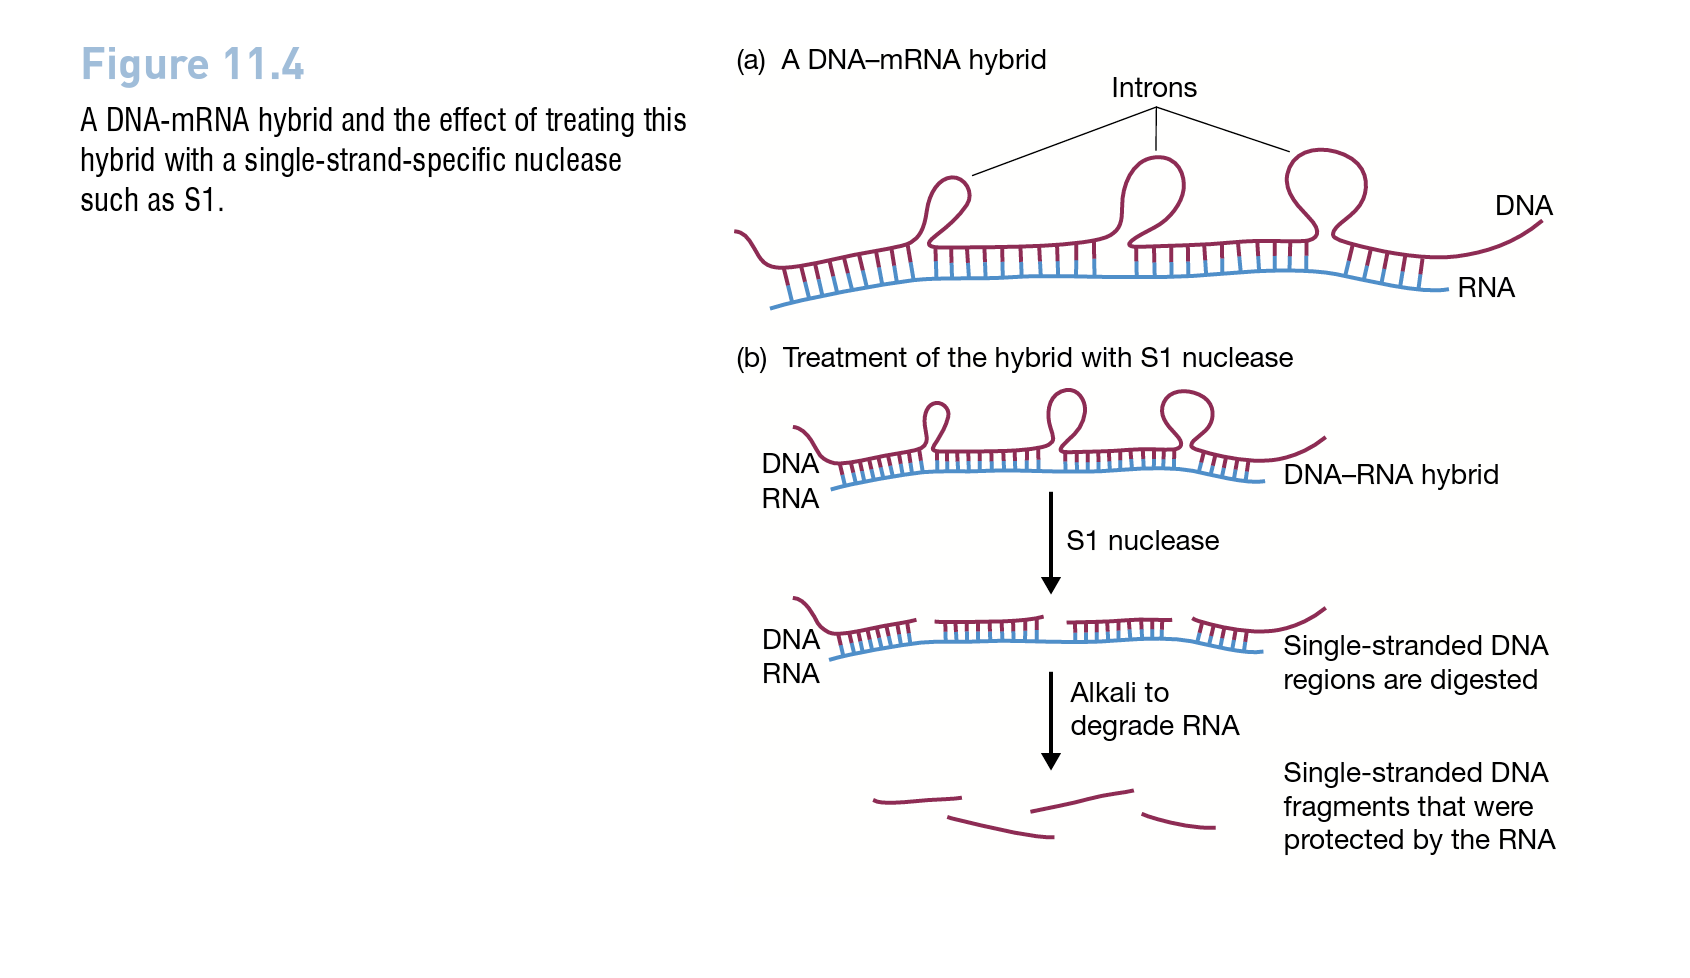 Figure 11.4
A DNA-mRNA hybrid and the effect of treating this
hybrid with a single-strand-specific nuclease
such as S1.
(a) A DNA–mRNA hybrid
Introns
DNA
RNA
(b) Treatment of the hybrid with S1 nuclease
DNA
RNA
DNA–RNA hybrid
S1 nuclease
DNA
RNA
Single-stranded DNA
regions are digested
Alkali to
degrade RNA
Single-stranded DNA
fragments that were
protected by the RNA